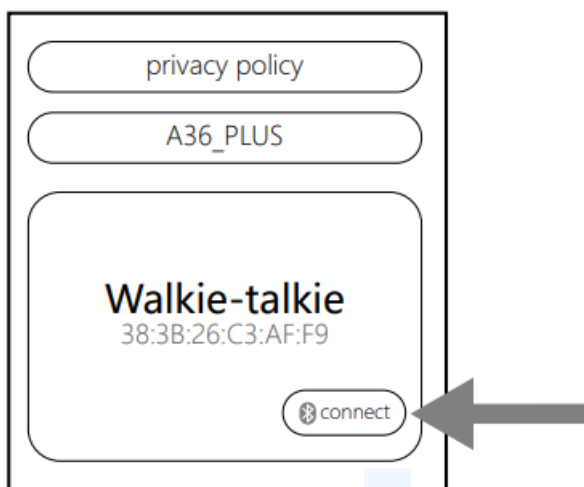 privacy policy
A36_PLUS
Walkie-talkie
38:3B:26:C3:AF:F9
connect